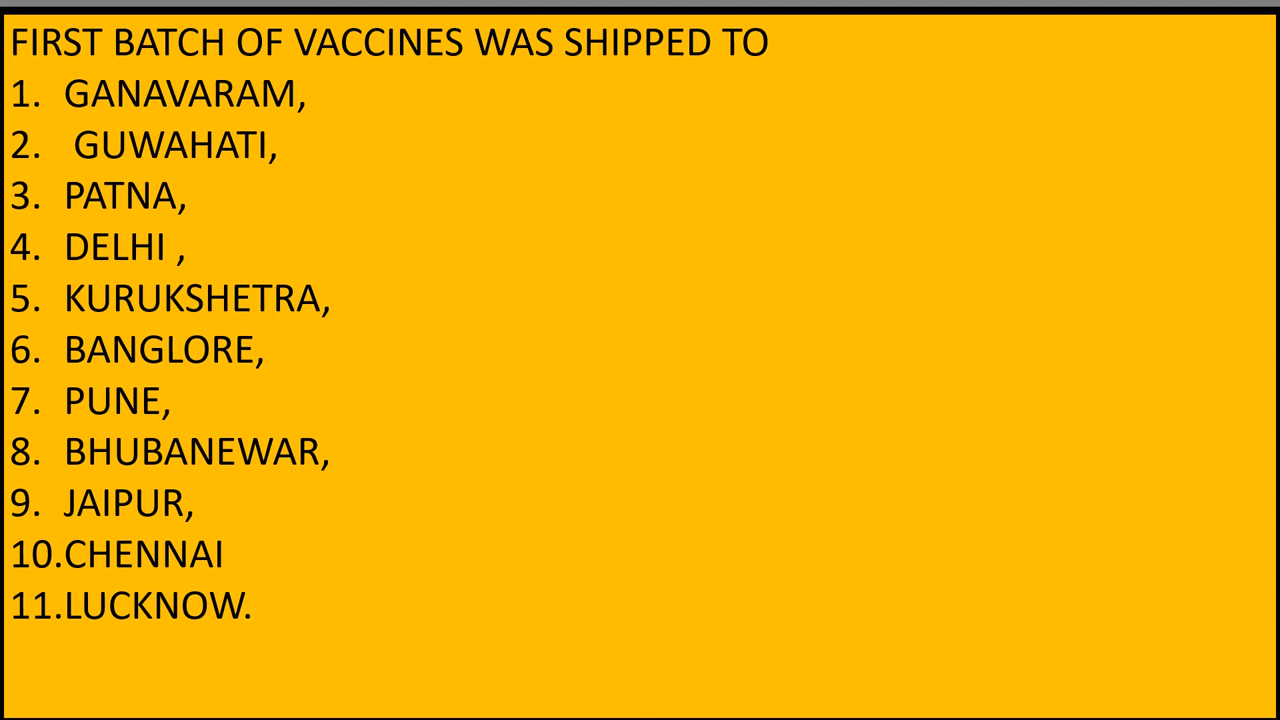 FIRST BATCH OF VACCINES WAS SHIPPED TO
1. GANAVARAM,
2. GUWAHATI,
3. PATNA,
4. DELHI ,
5. KURUKSHETRA,
6. BANGLORE,
7. PUNE,
8. BHUBANEWAR,
9. JAIPUR,
10.CHENNAI
11.LUCKNOW.